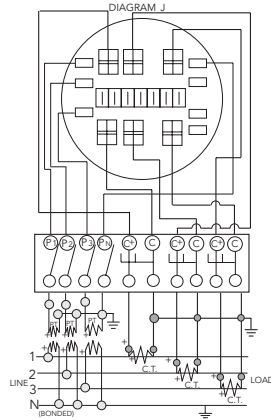 DIAGRAM J
P1 P2 P3 PN C+ C C+ C C+ C
PT PT PT
+ + +
+ + +
1
+ C.T.
2
LINE
+ C.T.
LOAD
3
+ C.T.
N
(BONDED)